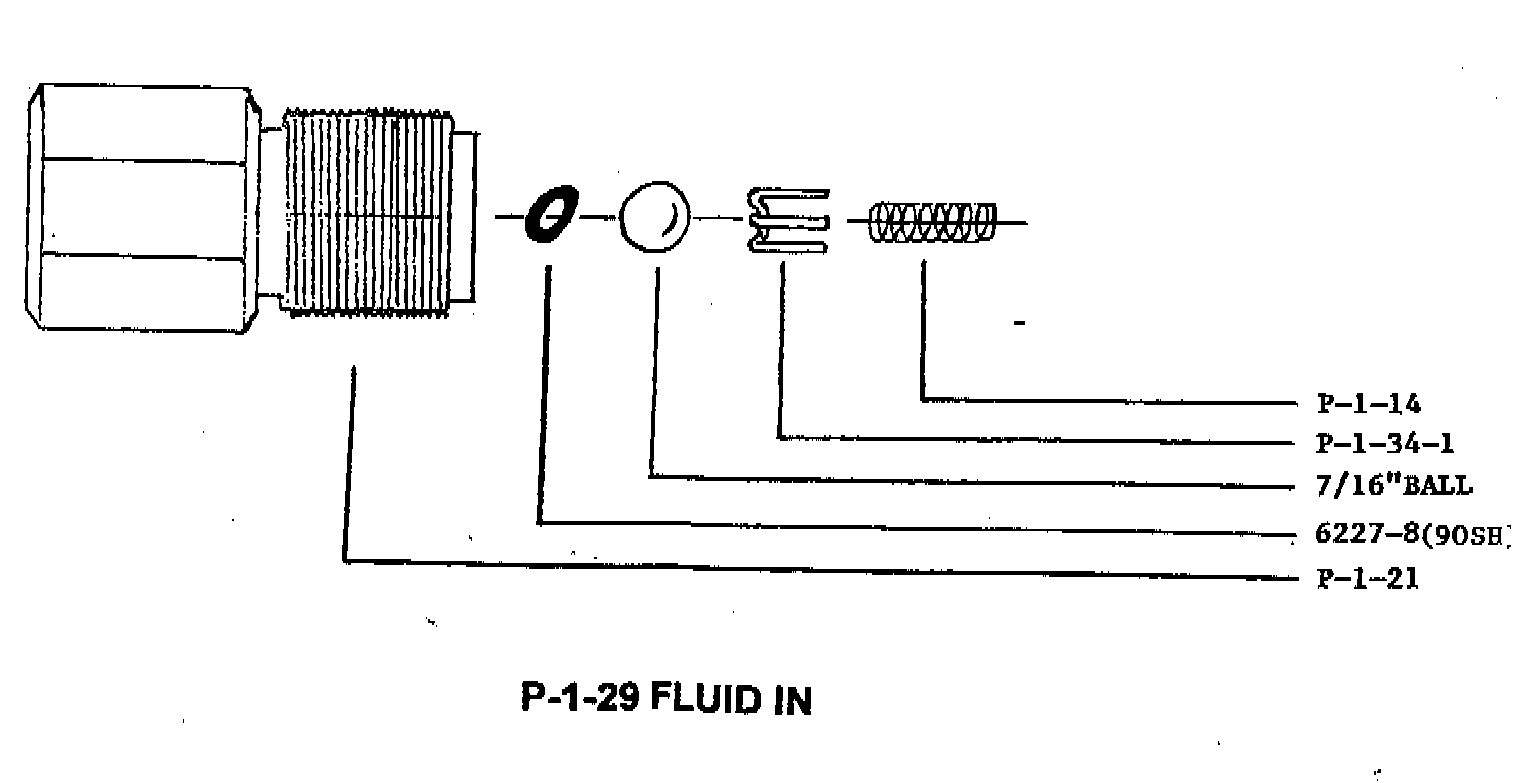 P-1-14
P-1-34-1
7/16"BALL
6227-8(90SH)
P-1-21
P-1-29 FLUID IN